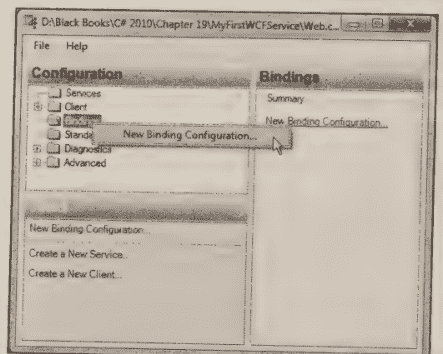 D:\Black Books\C# 2010\Chapter 19\MyFirstWCFService\Web.c...
File Help
Configuration
Services
Client
Standa
Diagnostics
Advanced
New Binding Configuration...
New Binding Configuration...
Create a New Service...
Create a New Client...
Bindings
Summary
New Binding Configuration...